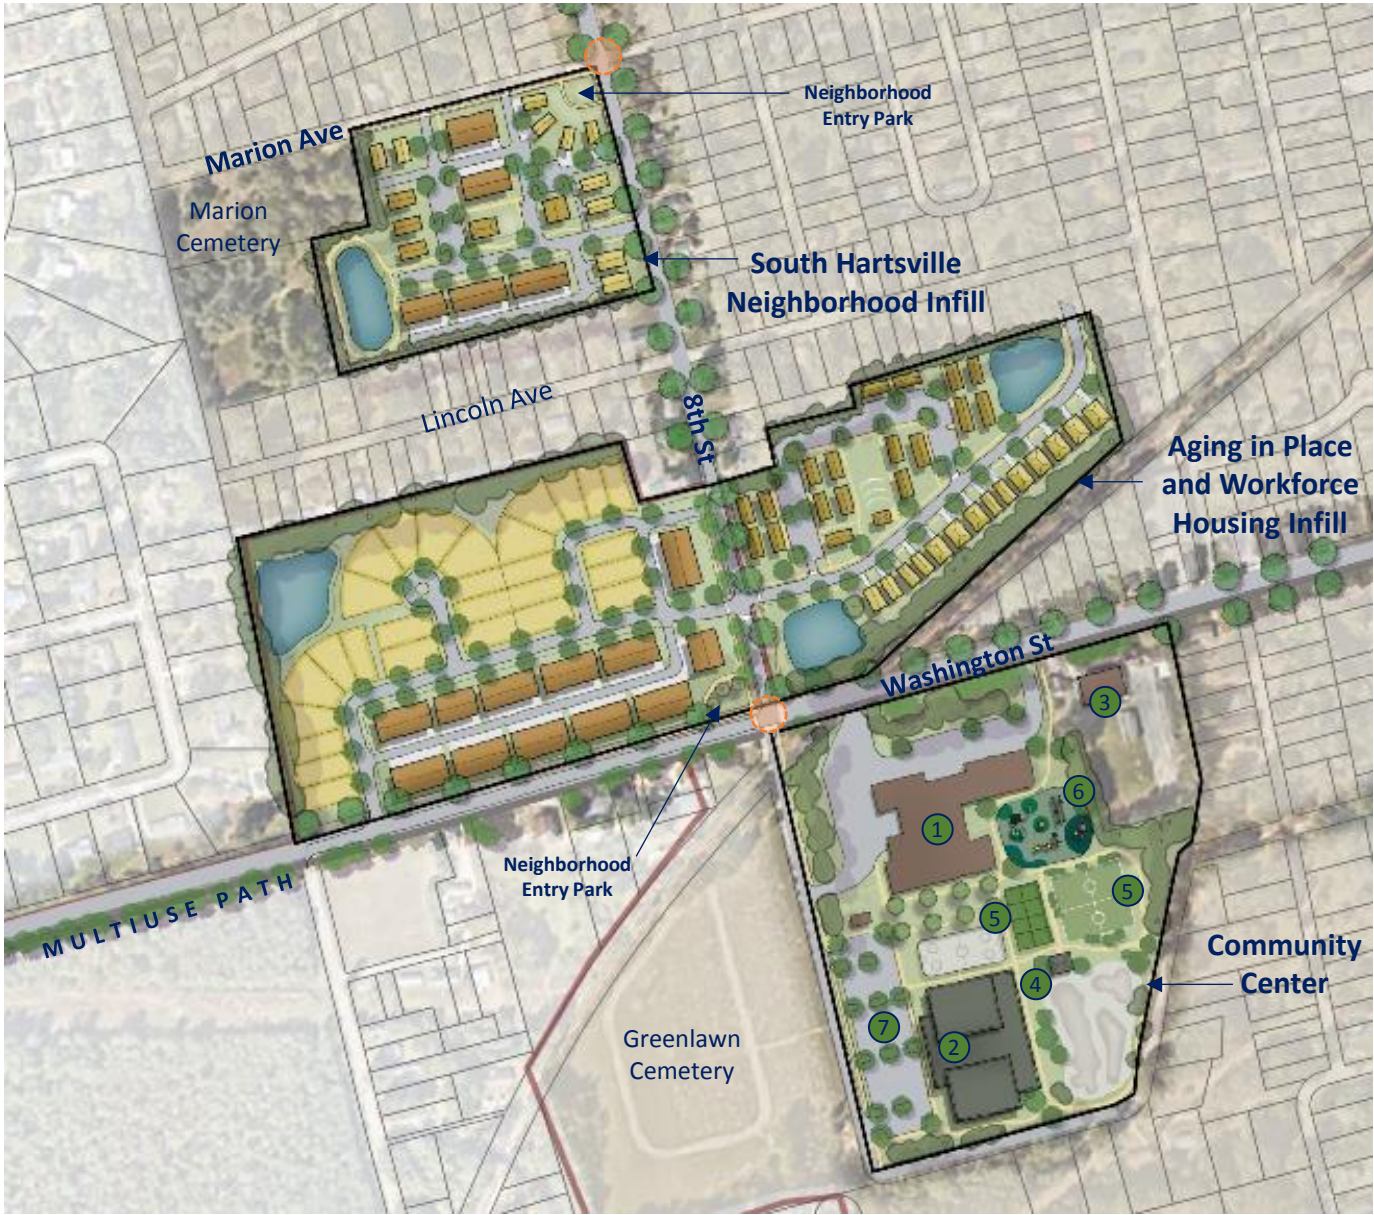 Neighborhood
Entry Park
Marion Ave
Marion
Cemetery
South Hartsville
Neighborhood Infill
Lincoln Ave
8th St
Aging in Place
and Workforce
Housing Infill
Washington St
3
6
1
Neighborhood
Entry Park
5
5
MULTIUSE PATH
Community
Center
4
7
2
Greenlawn
Cemetery